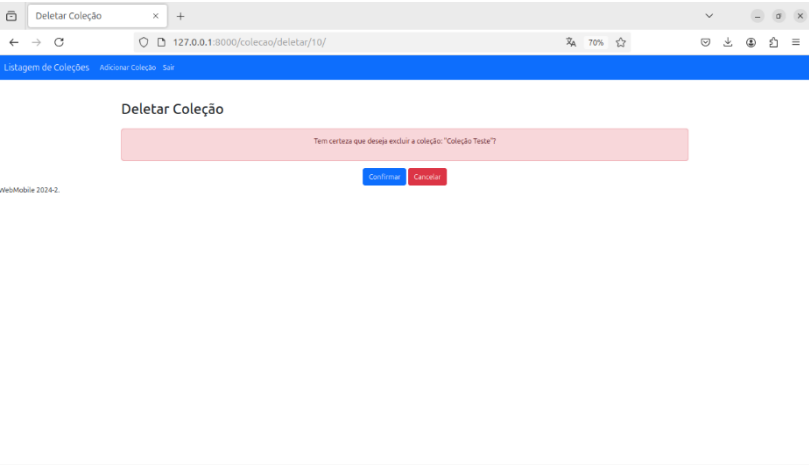 Deletar Coleção
127.0.0.1:8000/colecao/deletar/10/
70%
Listagem de Coleções Adicionar Coleção Sair
Deletar Coleção
Tem certeza que deseja excluir a coleção: "Coleção Teste"?
Confirmar Cancelar
WebMobile 2024-2.